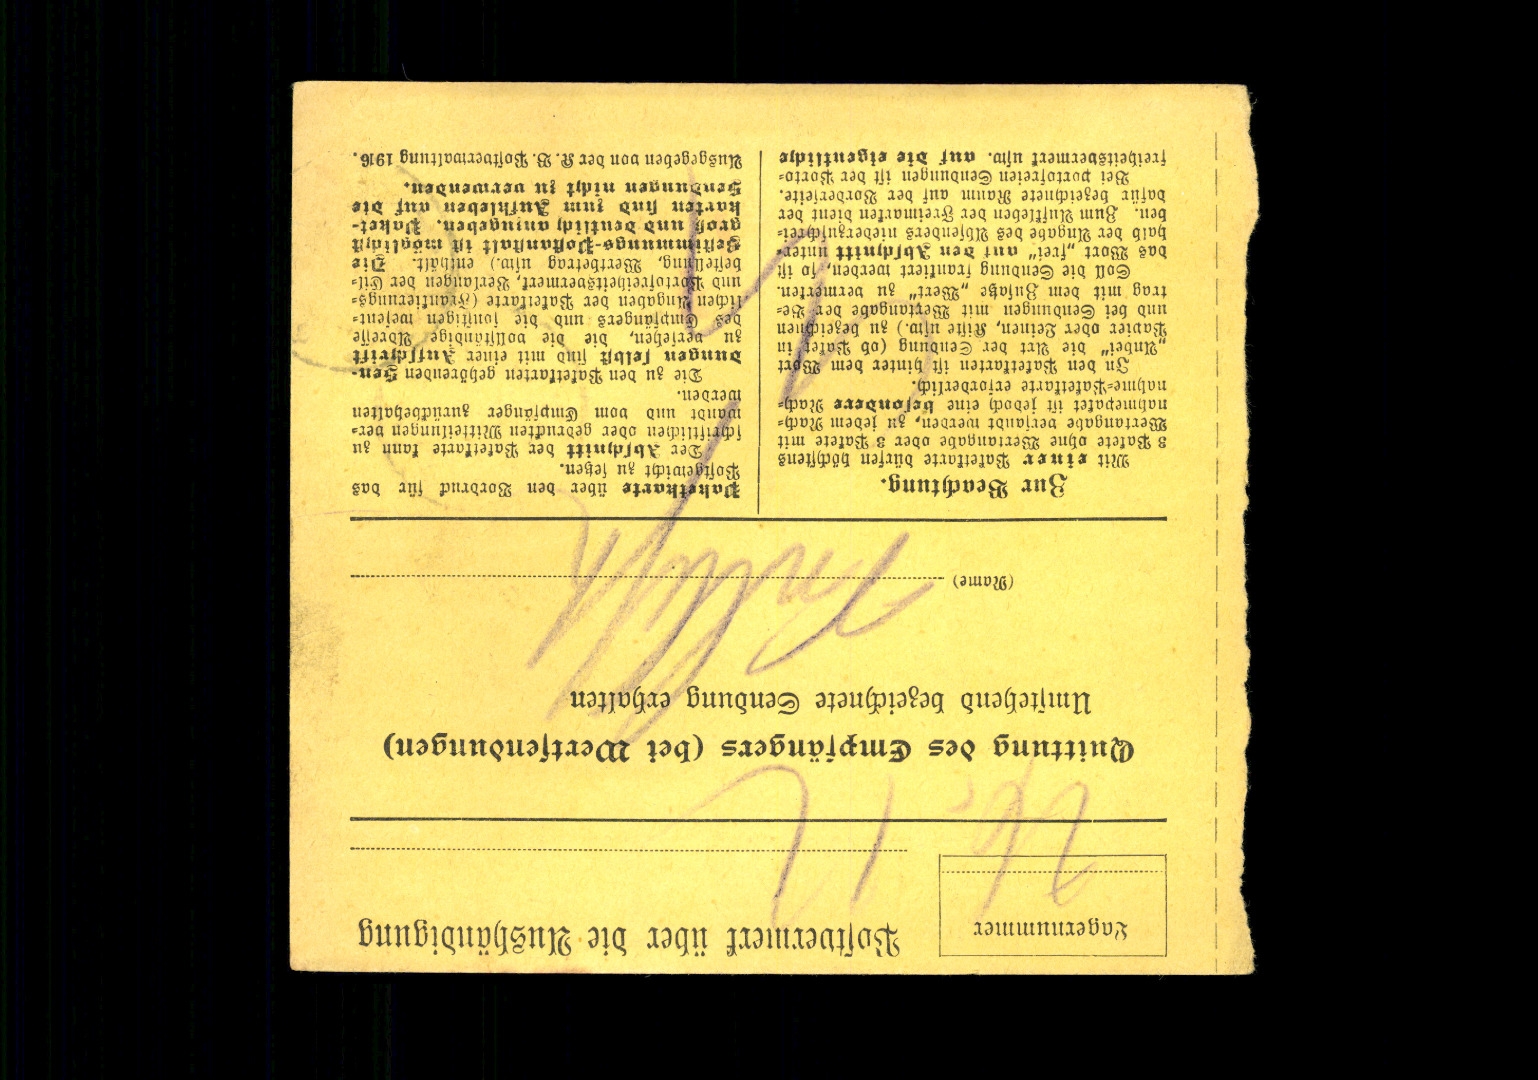 Lagernummer
Postvermerk über die Aushändigung
Quittung des Empfängers (bei Wertsendungen)
Umstehend bezeichnete Sendung erhalten
(Name)
Zur Beachtung.
Mit einer Paketkarte dürfen höchstens
3 Pakete ohne Wertangabe oder 3 Pakete mit
Wertangabe versandt werden, zu jedem Nach-
nahmepaket ist jedoch eine besondere Nach-
nahme-Paketkarte erforderlich.
In den Paketkarten ist hinter dem Wort
„Anbei“ die Art der Sendung (ob Paket in
Papier oder Leinen, Kiste usw.) zu bezeichnen
und bei Sendungen mit Wertangabe der Be-
trag mit dem Zusatze „Wert“ zu vermerken.
Soll die Sendung frankiert werden, so ist
das Wort „frei“ auf den Abschnitt unter-
halb der Angabe des Absenders niederzuschrei-
ben. Zum Aufkleben der Freimarken dient der
dafür bezeichnete Raum auf der Vorderseite.
Bei portofreien Sendungen ist der Porto-
freiheitsvermerk usw. auf die eigentliche
Paketkarte über den Vordruck für das
Postgewicht zu setzen.
Der Abschnitt der Paketkarte kann zu
schriftlichen oder gedruckten Mitteilungen ver-
wandt und vom Empfänger zurückbehalten
werden.
Die zu den Paketkarten gehörenden Sen-
dungen selbst sind mit einer Aufschrift
zu versehen, die die vollständige Adresse
des Empfängers und die sonstigen wesent-
lichen Angaben der Paketkarte (Frankierungs-
und Portofreiheitsvermerk, Verlangen der Eil-
bestellung, Wertbetrag usw.) enthält. Die
Bestimmungs-Postanstalt ist möglichst
groß und deutlich anzugeben. Paket-
karten sind zum Aufkleben auf die
Sendungen nicht zu verwenden.
Ausgegeben von der K. B. Postverwaltung 1916.